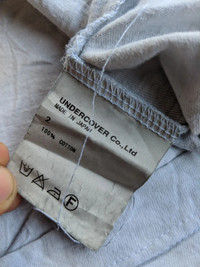 UNDERCOVER Co.,Ltd
MADE IN JAPAN
2
100% COTTON
F